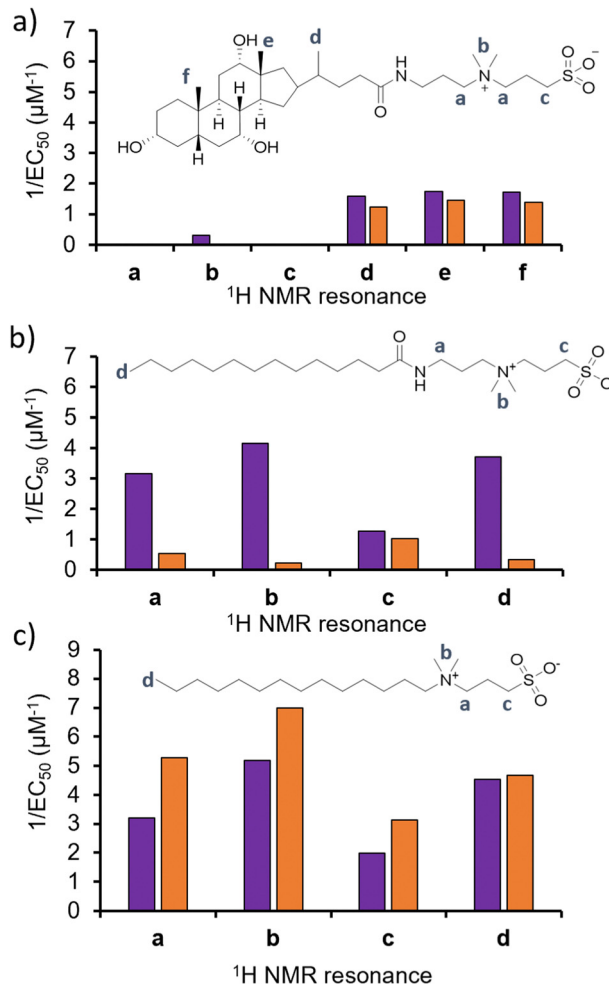 a)
1/EC₅₀ (µM⁻¹)
7
6
5
4
3
2
1
0
OH e d b O O⁻
f H S
N N⁺ O
H H O a a c
H H
HO OH
H
a b c d e f
¹H NMR resonance
b)
1/EC₅₀ (µM⁻¹)
7
6
5
4
3
2
1
0
O a c O
d N N⁺ S
H b O O
a b c d
¹H NMR resonance
c)
1/EC₅₀ (µM⁻¹)
9
8
7
6
5
4
3
2
1
0
b O O⁻
d N⁺ S
a c O
a b c d
¹H NMR resonance